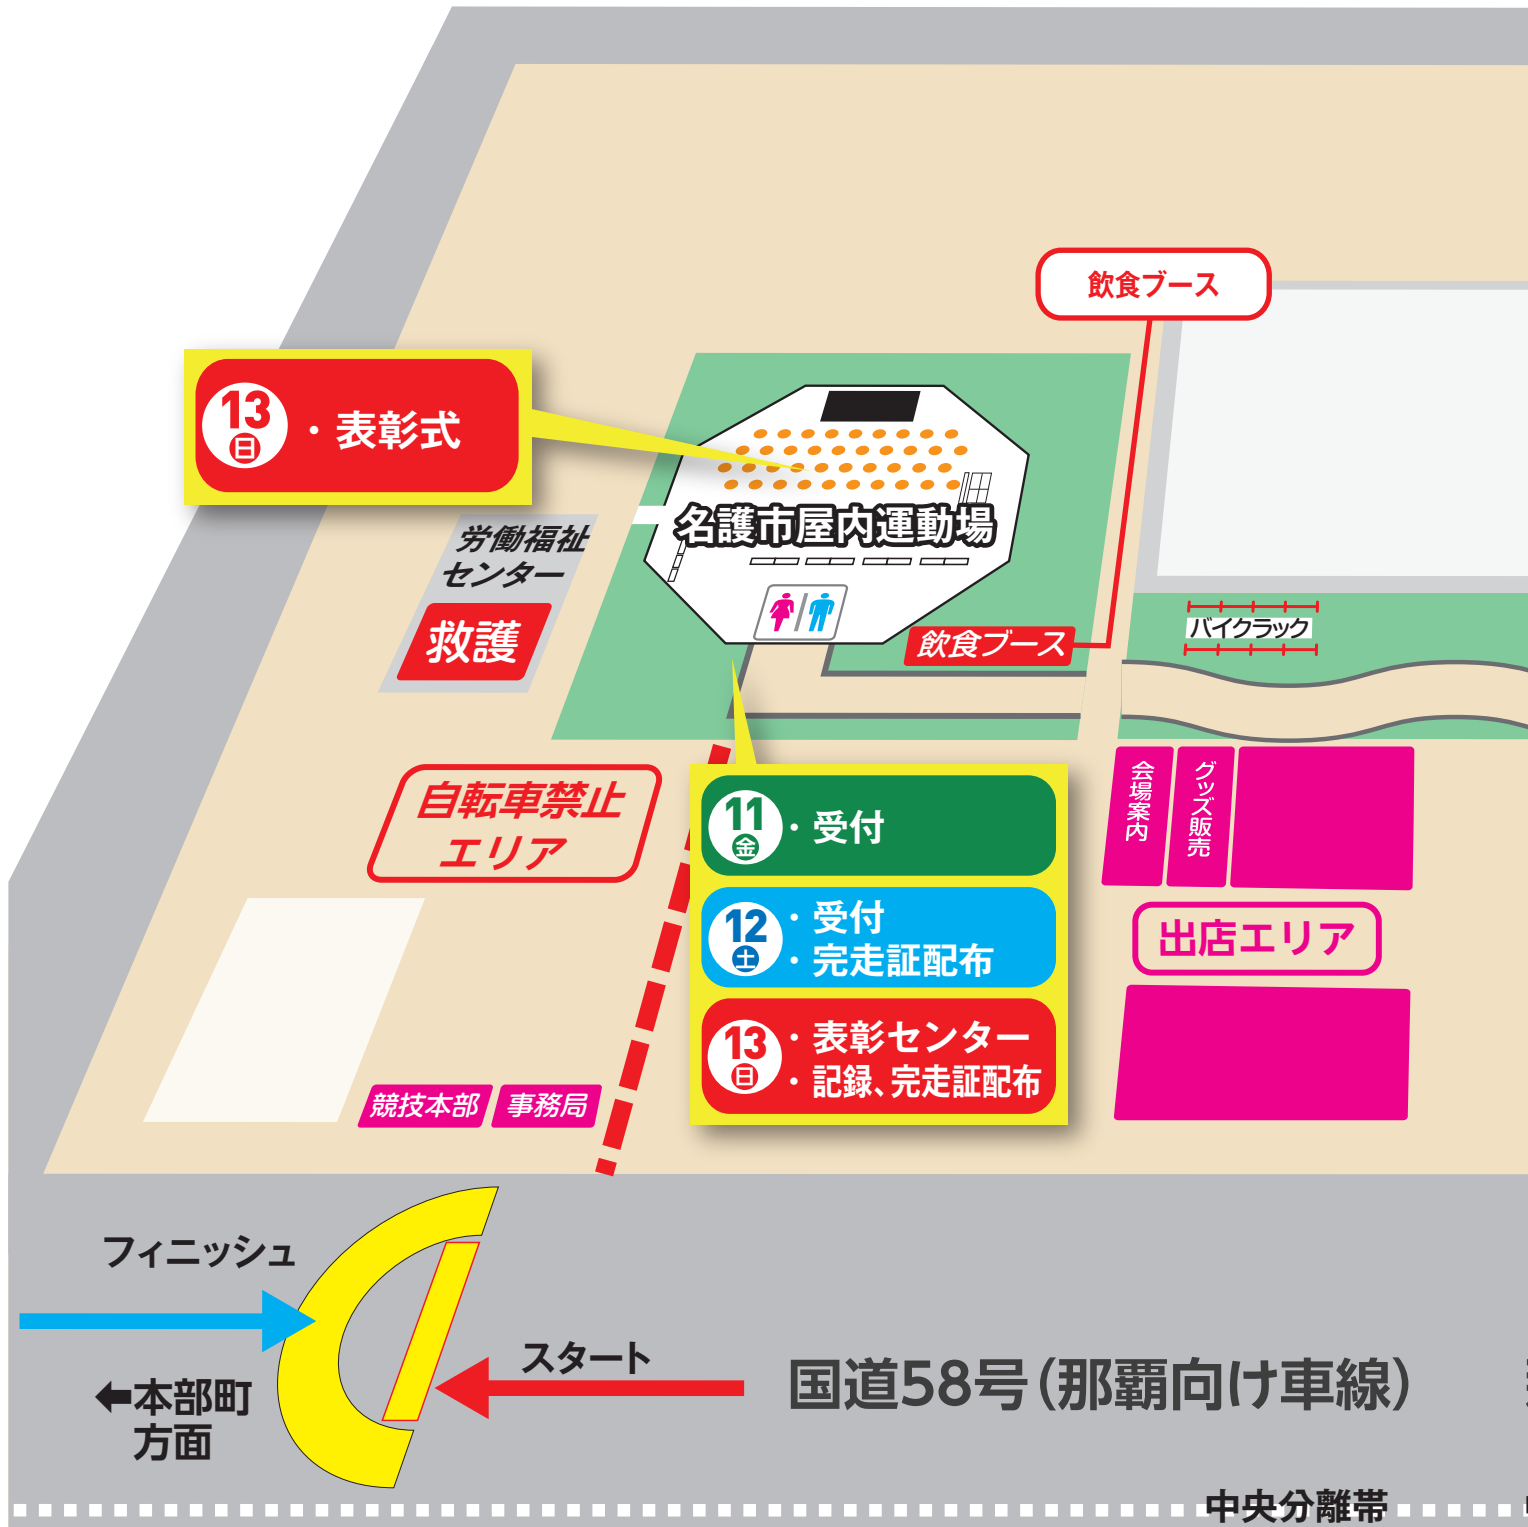 飲食ブース
13
日
・表彰式
名護市屋内運動場
労働福祉
センター
救護
飲食ブース
バイクラック
自転車禁止
エリア
11
金
・受付
12
土
・受付
・完走証配布
13
日
・表彰センター
・記録、完走証配布
会場案内
グッズ販売
出店エリア
競技本部
事務局
フィニッシュ
スタート
国道58号(那覇向け車線)
←本部町
方面
中央分離帯